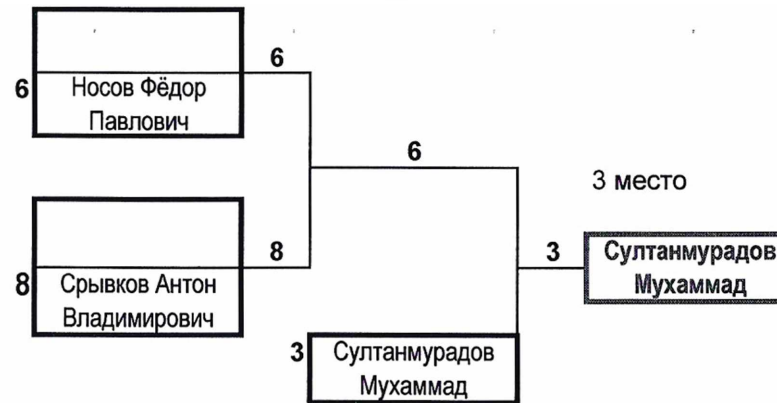 6
6
Носов Фёдор
Павлович
6
3 место
8
3
Султанмурадов
Мухаммад
8
Срывков Антон
Владимирович
3
Султанмурадов
Мухаммад